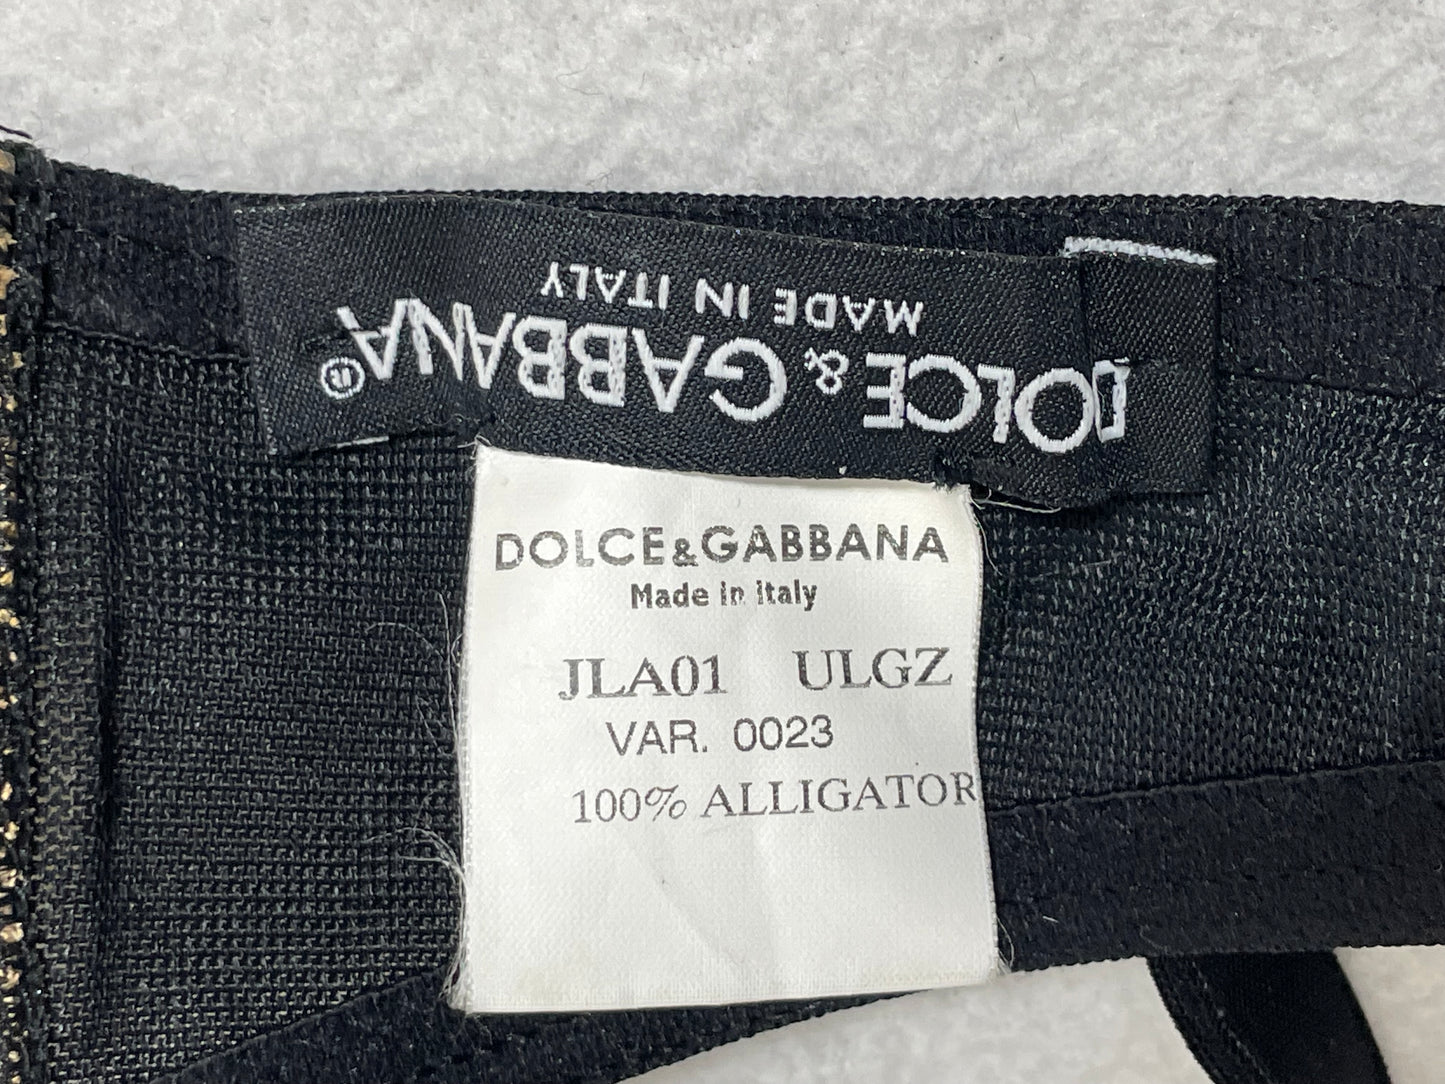 DOLCE & GABBANA®
MADE IN ITALY
DOLCE&GABBANA
Made in Italy
JLA01 ULGZ
VAR. 0023
100% ALLIGATOR